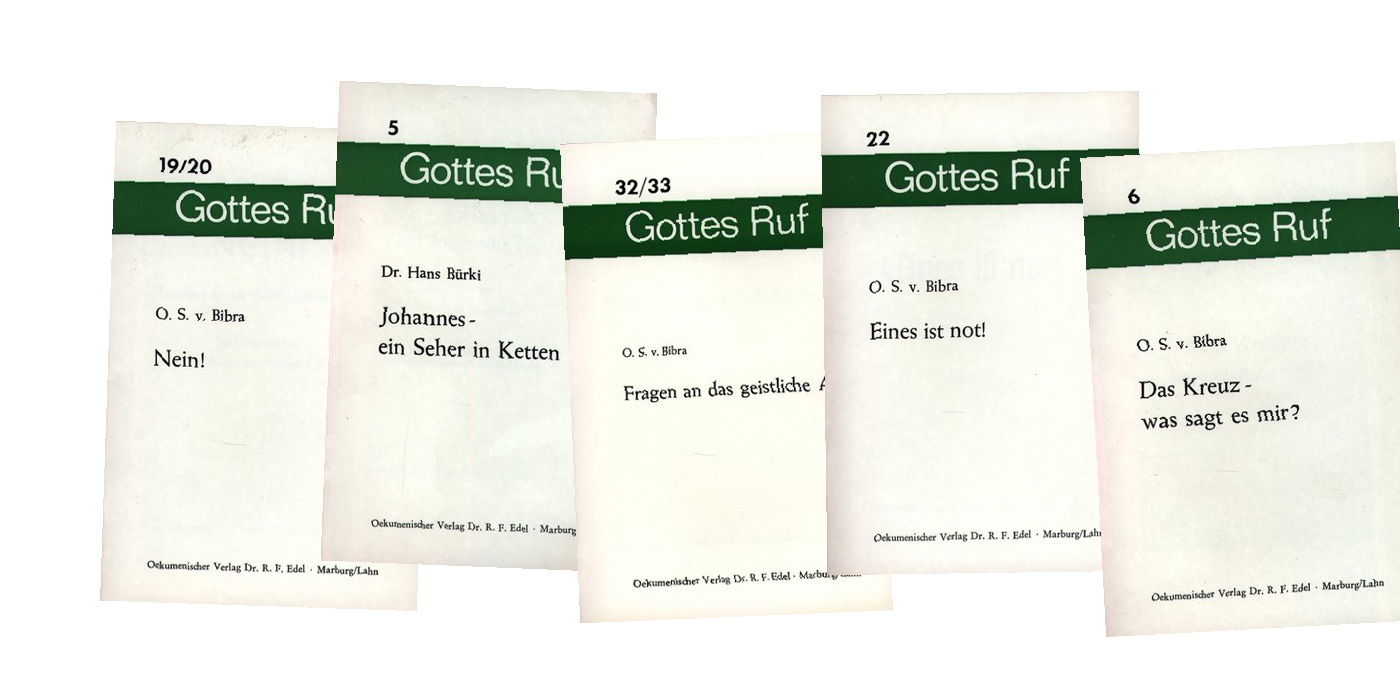 19/20
Gottes Ru
O. S. v. Bibra
Nein!
Oekumenischer Verlag Dr. R. F. Edel · Marburg/Lahn
5
Gottes Ru
Dr. Hans Bürki
Johannes -
ein Seher in Ketten
Oekumenischer Verlag Dr. R. F. Edel · Marburg
32/33
Gottes Ruf
O. S. v. Bibra
Fragen an das geistliche
Oekumenischer Verlag Dr. R. F. Edel · Marburg/Lahn
22
Gottes Ruf
O. S. v. Bibra
Eines ist not!
Oekumenischer Verlag Dr. R. F. Edel · Marburg/Lahn
6
Gottes Ruf
O. S. v. Bibra
Das Kreuz -
was sagt es mir?
Oekumenischer Verlag Dr. R. F. Edel · Marburg/Lahn